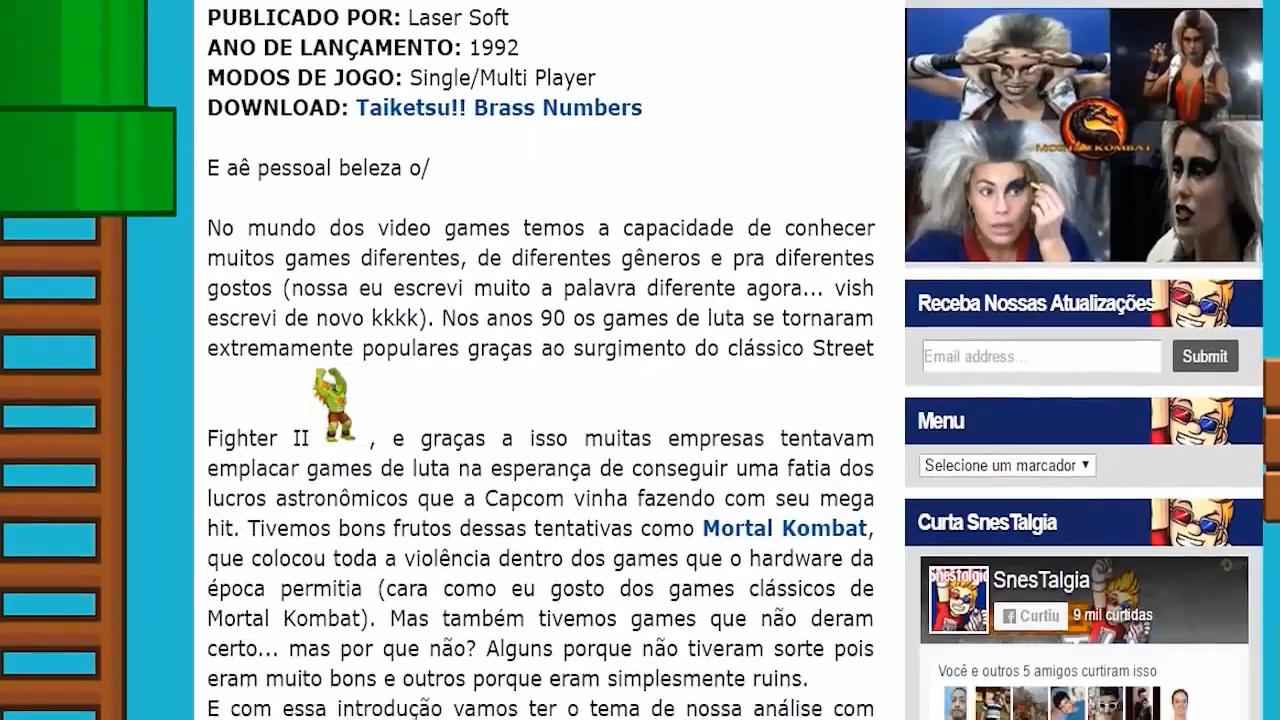 PUBLICADO POR: Laser Soft
ANO DE LANÇAMENTO: 1992
MODOS DE JOGO: Single/Multi Player
DOWNLOAD: Taiketsu!! Brass Numbers
E aê pessoal beleza o/
No mundo dos video games temos a capacidade de conhecer
muitos games diferentes, de diferentes gêneros e pra diferentes
gostos (nossa eu escrevi muito a palavra diferente agora... vish
escrevi de novo kkkk). Nos anos 90 os games de luta se tornaram
extremamente populares graças ao surgimento do clássico Street
Fighter II , e graças a isso muitas empresas tentavam
emplacar games de luta na esperança de conseguir uma fatia dos
lucros astronômicos que a Capcom vinha fazendo com seu mega
hit. Tivemos bons frutos dessas tentativas como Mortal Kombat,
que colocou toda a violência dentro dos games que o hardware da
época permitia (cara como eu gosto dos games clássicos de
Mortal Kombat). Mas também tivemos games que não deram
certo... mas por que não? Alguns porque não tiveram sorte pois
eram muito bons e outros porque eram simplesmente ruins.
E com essa introdução vamos ter o tema de nossa análise com
MORTAL KOMBAT
Receba Nossas Atualizações
Email address...
Submit
Menu
Selecione um marcador
Curta SnesTalgia
Snestalgia
SnesTalgia
Curtiu
9 mil curtidas
Você e outros 5 amigos curtiram isso